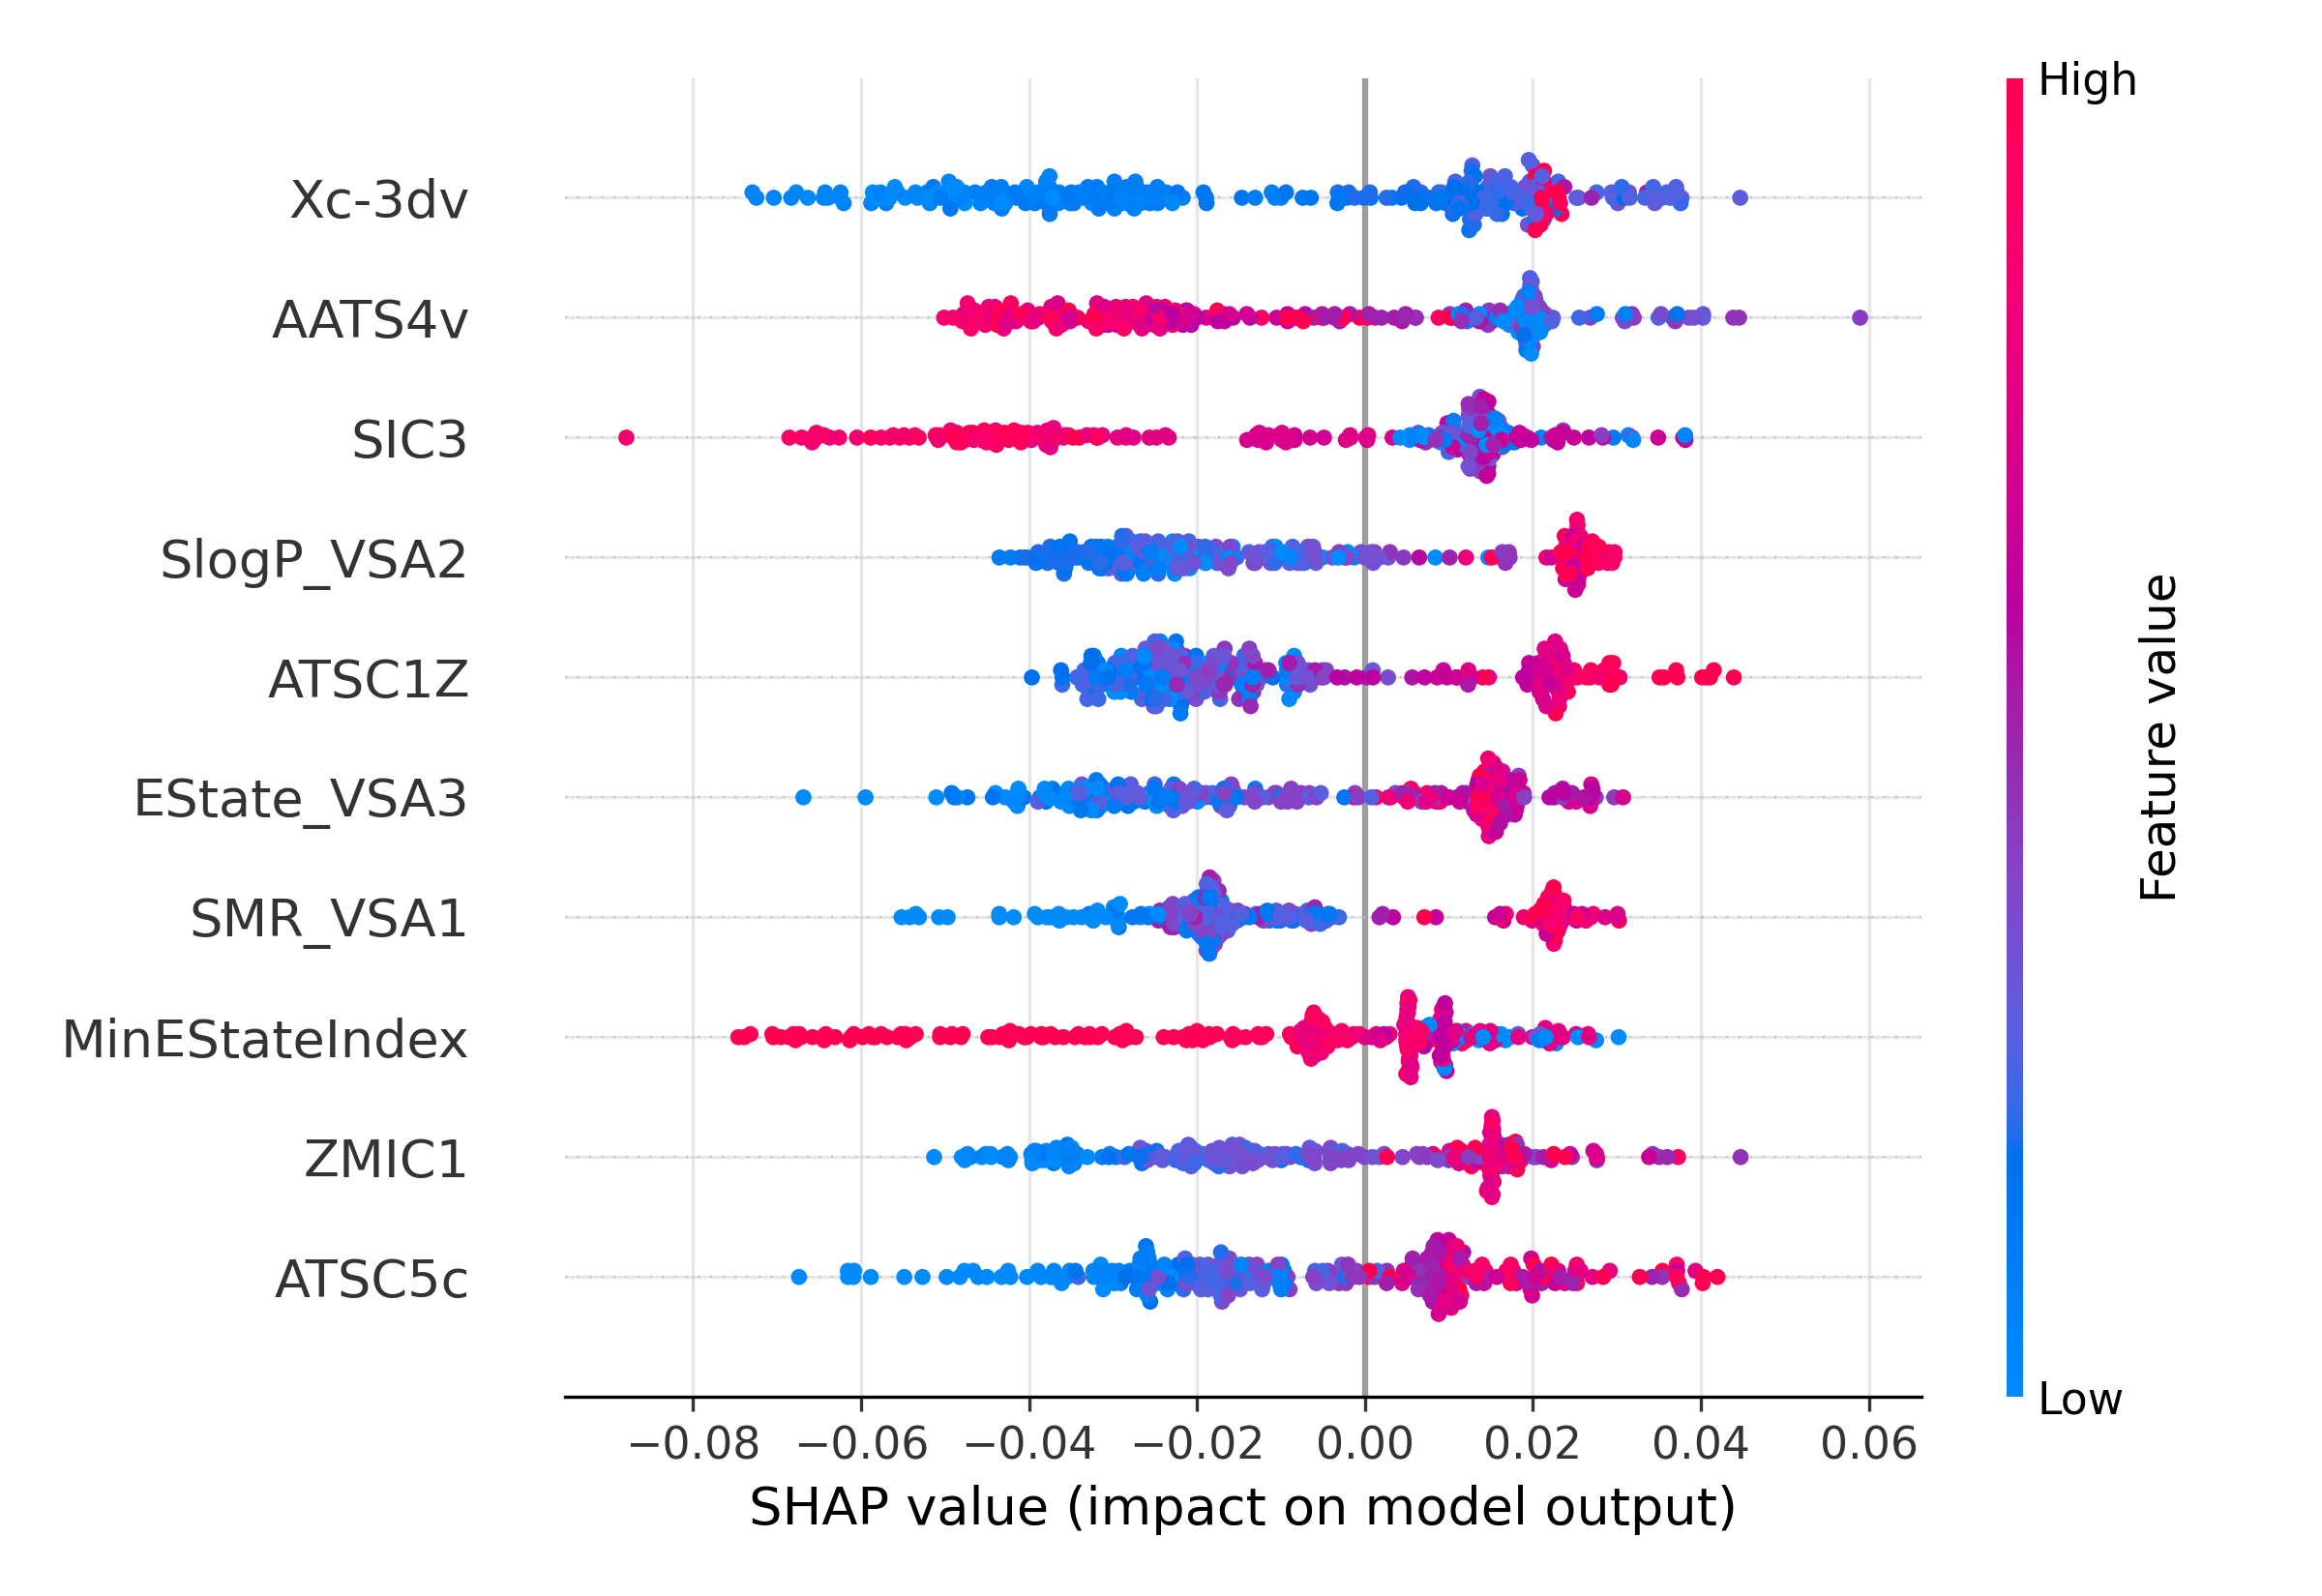 High
Xc-3dv
AATS4v
SIC3
SlogP_VSA2
ATSC1Z
EState_VSA3
SMR_VSA1
MinEStateIndex
ZMIC1
ATSC5c
Feature value
Low
−0.08 −0.06 −0.04 −0.02 0.00 0.02 0.04 0.06
SHAP value (impact on model output)